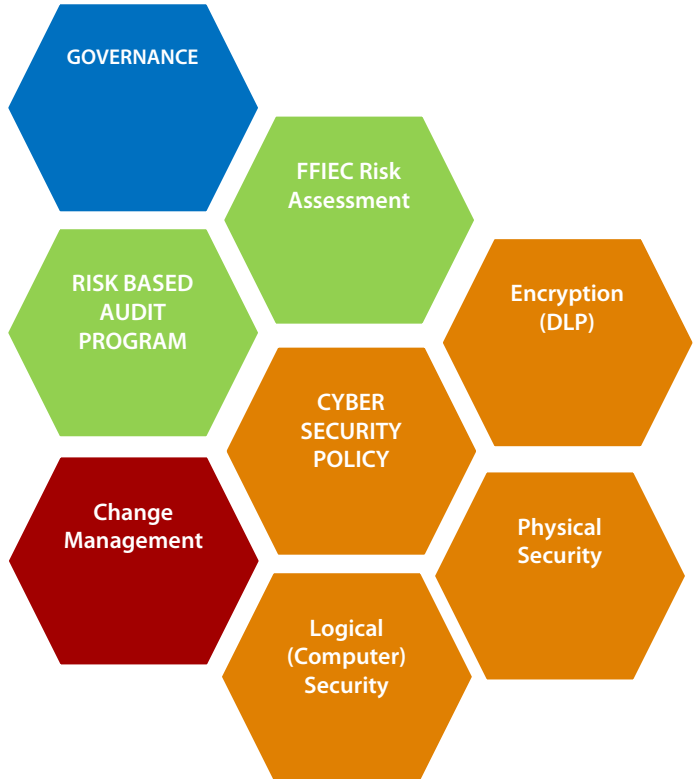 GOVERNANCE
FFIEC Risk
Assessment
RISK BASED
AUDIT
PROGRAM
Encryption
(DLP)
CYBER
SECURITY
POLICY
Change
Management
Physical
Security
Logical
(Computer)
Security